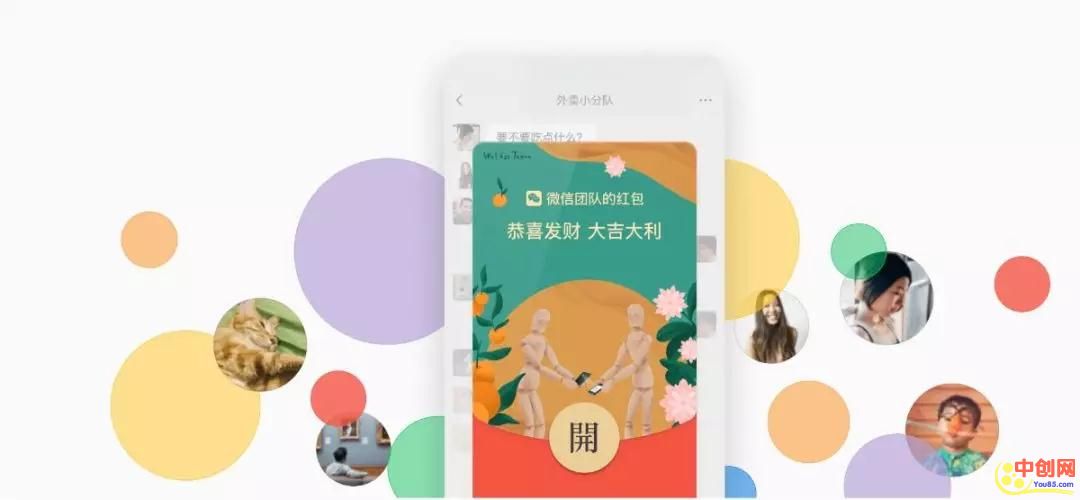 外卖小分队
要不要吃点什么?
WeChat Team
微信团队的红包
恭喜发财 大吉大利
開
中创网
You85.com